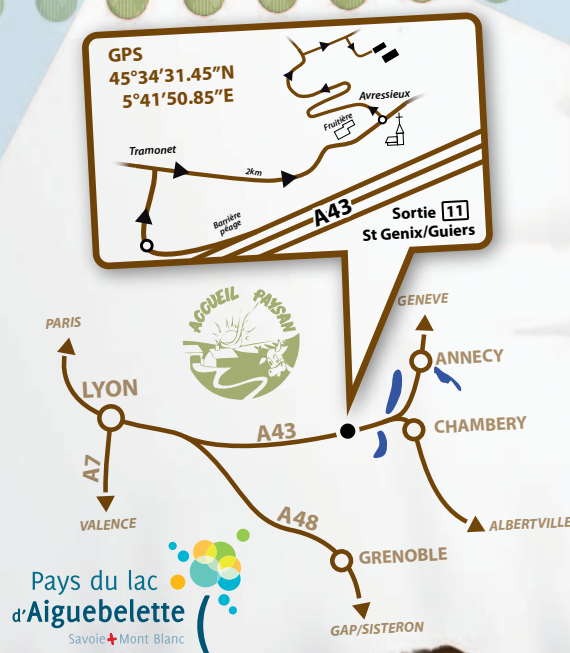 GPS
45°34’31.45’’N
5°41’50.85’’E
Avressieux
Fruitière
Tramonet
2km
Barrière
péage
A43
Sortie 11
St Genix/Guiers
ACCUEIL PAYSAN
GENEVE
PARIS
ANNECY
LYON
CHAMBERY
A43
A7
A48
VALENCE
ALBERTVILLE
GRENOBLE
GAP/SISTERON
Pays du lac
d’Aiguebelette
Savoie Mont Blanc